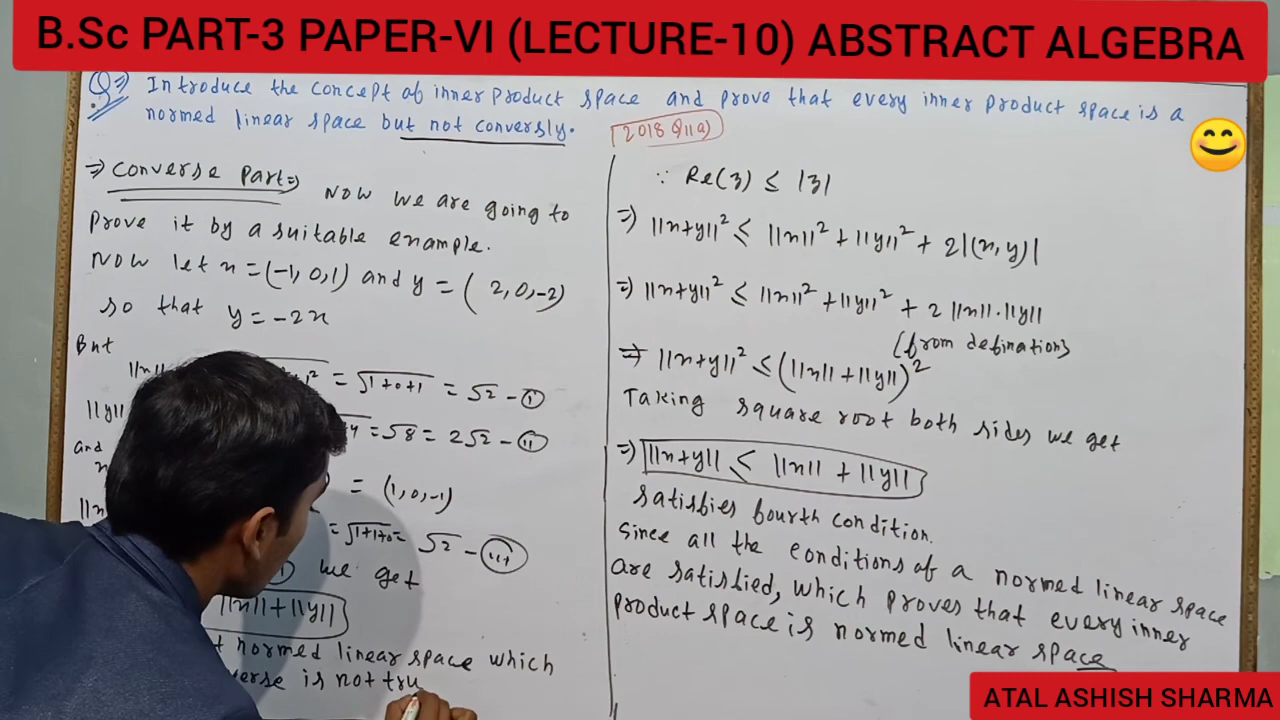 B.Sc PART-3 PAPER-VI (LECTURE-10) ABSTRACT ALGEBRA
Q⇒ Introduce the concept of inner product space and prove that every inner product space is a
normed linear space but not conversly.
2018 Q11a)
⇒ Converse Part⇒ Now we are going to
Prove it by a suitable example.
Now let x = (-1, 0, 1) and y = ( 2, 0, -2)
so that y = -2x
But
||x|| = √1+0+1 = √2 - (i)
||y|| = √8 = 2√2 - (ii)
and
= (1, 0, -1)
= √1+1+0 = √2 - (iii)
we get
||x|| + ||y||
normed linear space which
is not tru
∵ Re(z) ≤ |z|
⇒ ||x+y||² ≤ ||x||² + ||y||² + 2|(x, y)|
⇒ ||x+y||² ≤ ||x||² + ||y||² + 2 ||x||.||y||
(from defination)
⇒ ||x+y||² ≤ (||x|| + ||y||)²
Taking square root both sides we get
⇒ ||x+y|| ≤ ||x|| + ||y||
satisfies fourth condition.
Since all the conditions of a normed linear space
are satisfied, which proves that every inner
product space is normed linear space
ATAL ASHISH SHARMA